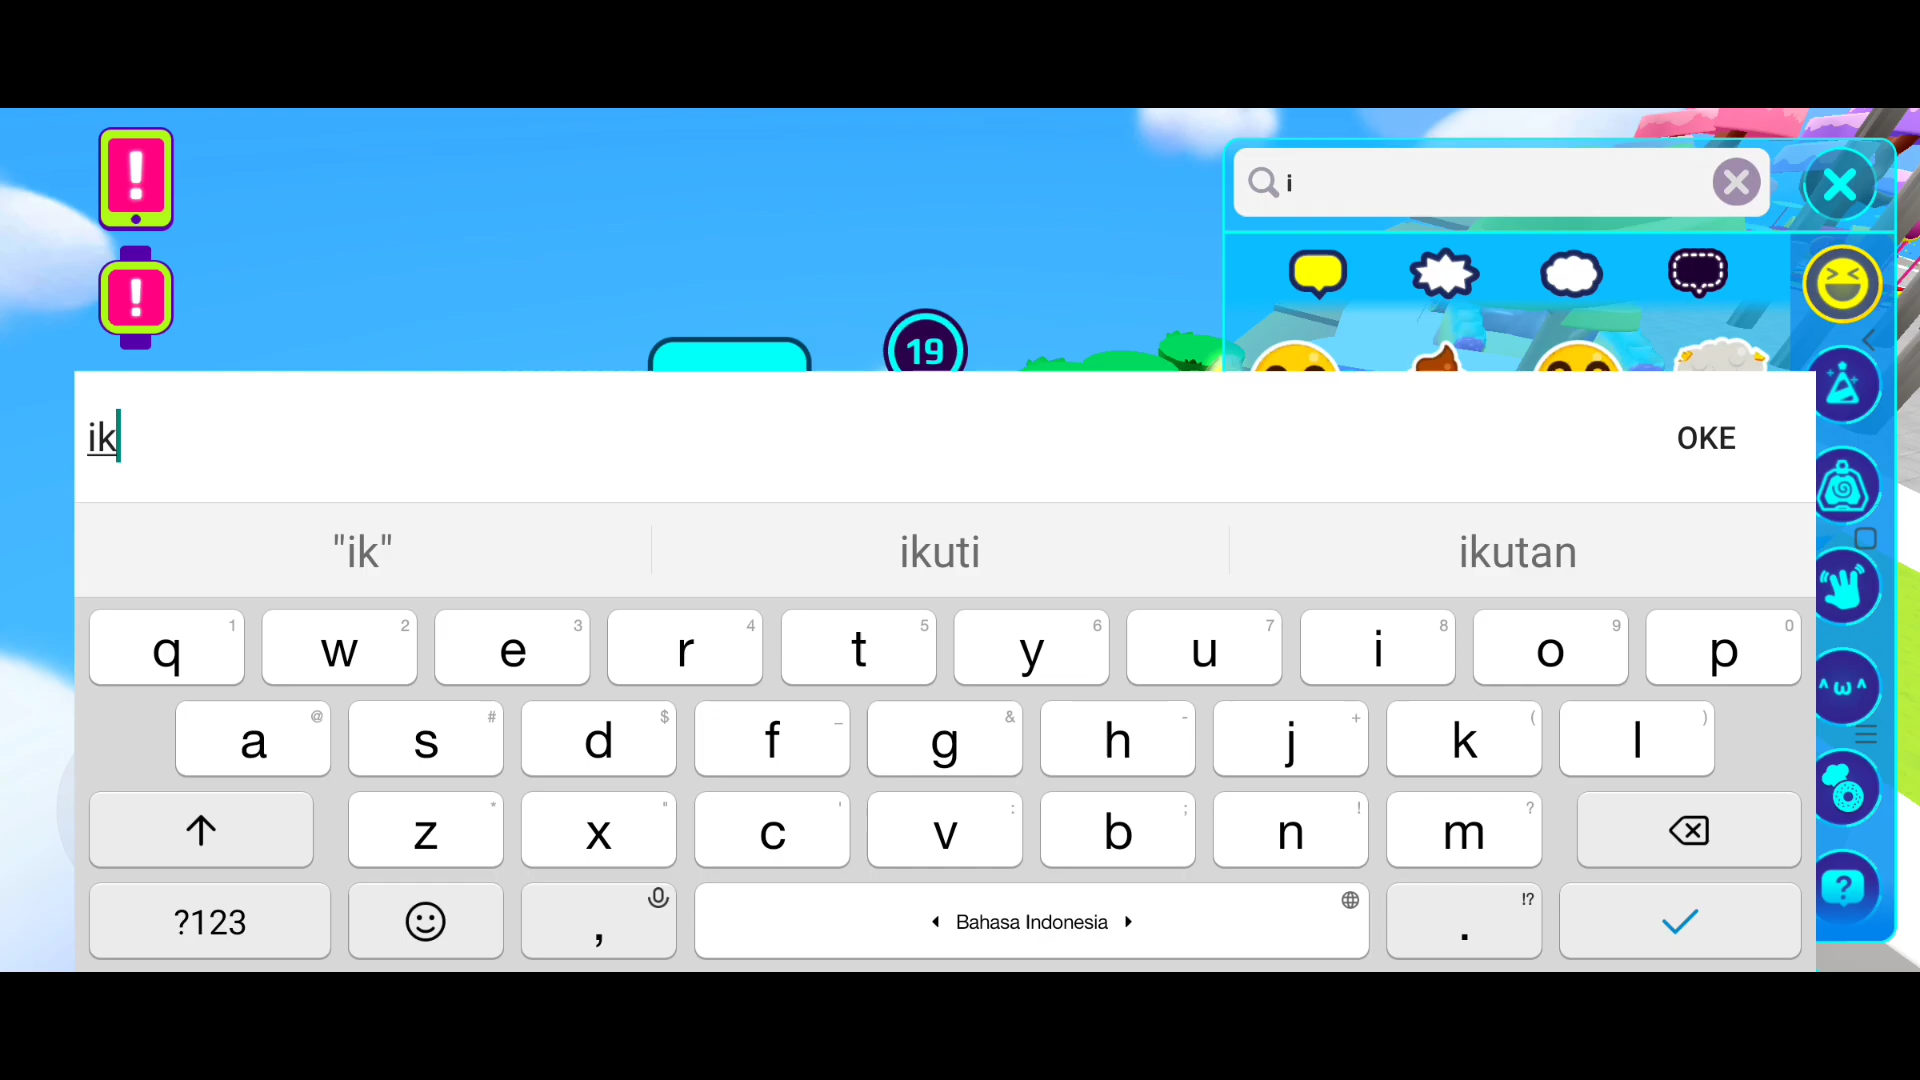 ! 
i
!
19
ik OKE
"ik" ikuti ikutan
q 1 w 2 e 3 r 4 t 5 y 6 u 7 i 8 o 9 p 0
a @ s # d $ f _ g & h - j + k ( l )
z * x " c ' v : b ; n ! m ?
?123 , Bahasa Indonesia . !?
^ω^
?